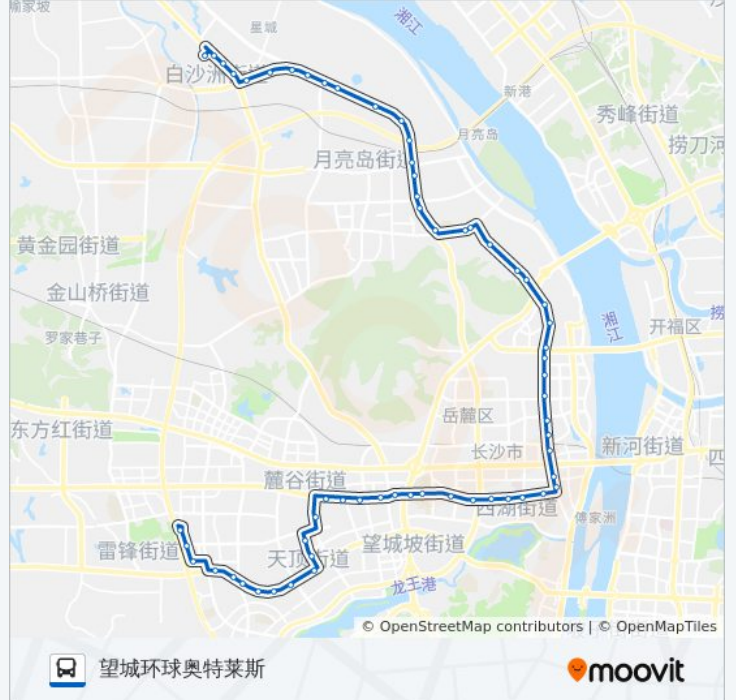 喻家坡
星城
湘江
白沙洲街道
新港
秀峰街道
月亮岛
捞刀河
月亮岛街道
黄金园街道
金山桥街道
湘江
捞
开福区
罗家巷子
岳麓区
东方红街道
长沙市
新河街道
四
麓谷街道
西湖街道
傅家洲
雷锋街道
天顶街道
望城坡街道
龙王港
© OpenStreetMap contributors | © OpenMapTiles
望城环球奥特莱斯
moovit